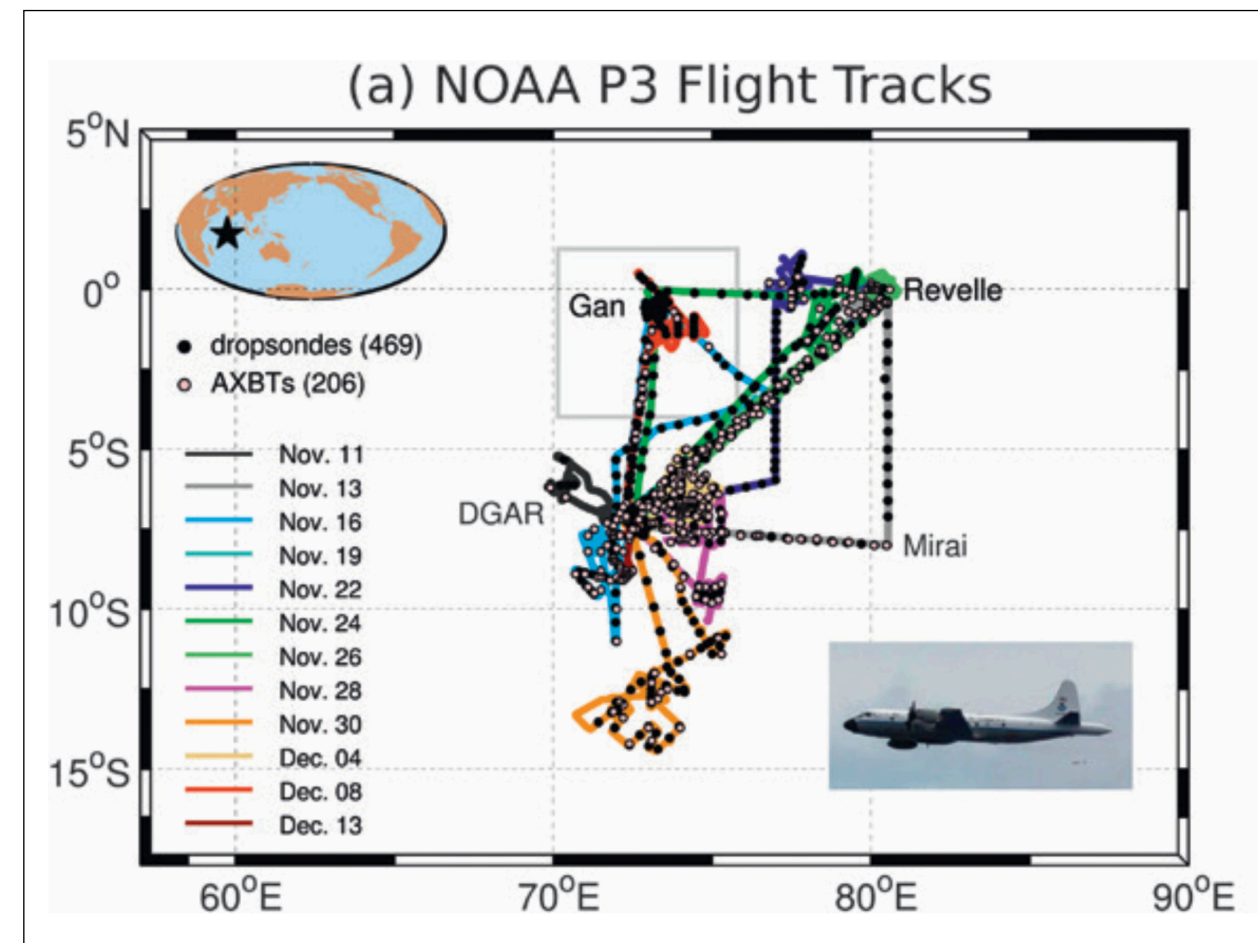 (a) NOAA P3 Flight Tracks
5°N
0°
5°S
10°S
15°S
Gan
Revelle
dropsondes (469)
AXBTs (206)
DGAR
Mirai
Nov. 11
Nov. 13
Nov. 16
Nov. 19
Nov. 22
Nov. 24
Nov. 26
Nov. 28
Nov. 30
Dec. 04
Dec. 08
Dec. 13
60°E
70°E
80°E
90°E